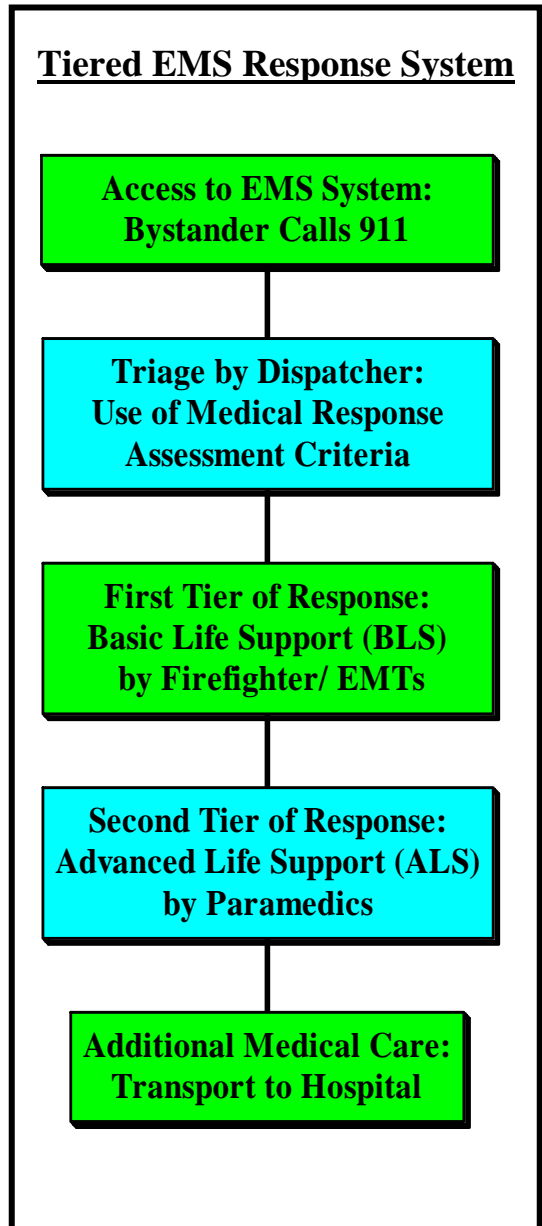 Tiered EMS Response System
Access to EMS System:
Bystander Calls 911
Triage by Dispatcher:
Use of Medical Response
Assessment Criteria
First Tier of Response:
Basic Life Support (BLS)
by Firefighter/ EMTs
Second Tier of Response:
Advanced Life Support (ALS)
by Paramedics
Additional Medical Care:
Transport to Hospital